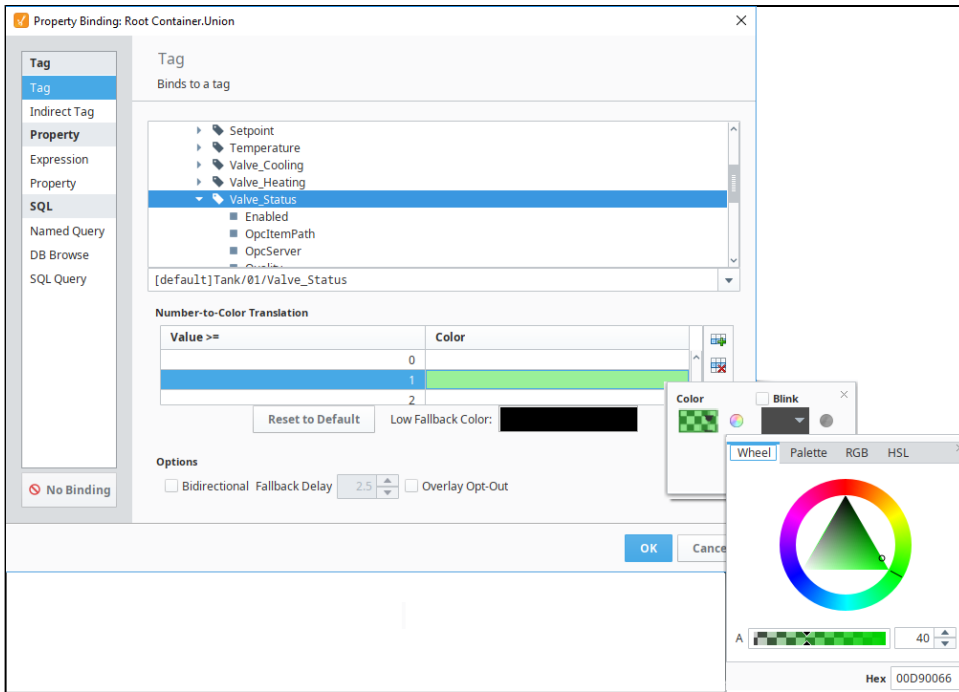 Property Binding: Root Container.Union
Tag
Tag
Indirect Tag
Property
Expression
Property
SQL
Named Query
DB Browse
SQL Query
No Binding
Tag
Binds to a tag
Setpoint
Temperature
Valve_Cooling
Valve_Heating
Valve_Status
Enabled
OpcItemPath
OpcServer
[default]Tank/01/Valve_Status
Number-to-Color Translation
Value >= Color
0
1
2
Reset to Default Low Fallback Color:
Options
Bidirectional Fallback Delay 2.5 Overlay Opt-Out
OK Cance
Color Blink
Wheel Palette RGB HSL
A 40
Hex 00D90066